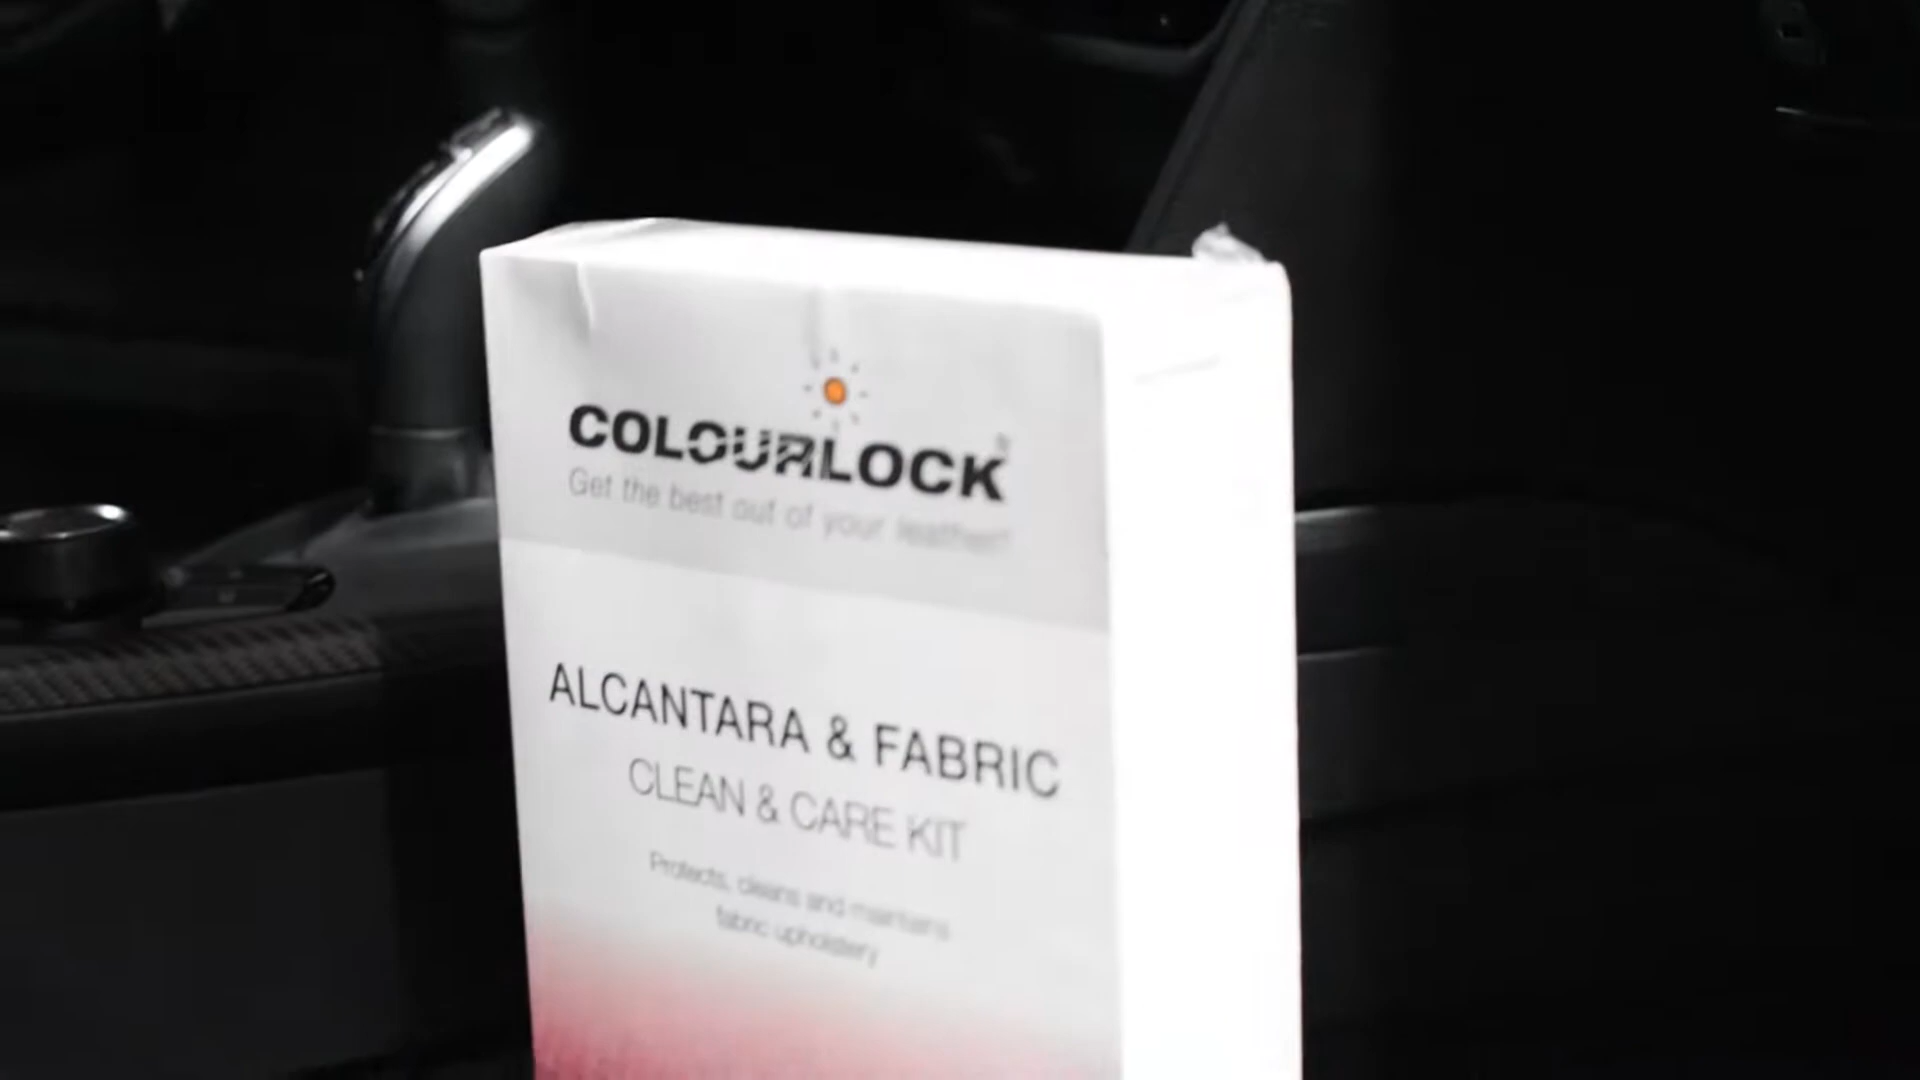 COLOURLOCK®
Get the best out of your leather!
ALCANTARA & FABRIC
CLEAN & CARE KIT
Protects, cleans and maintains
fabric upholstery